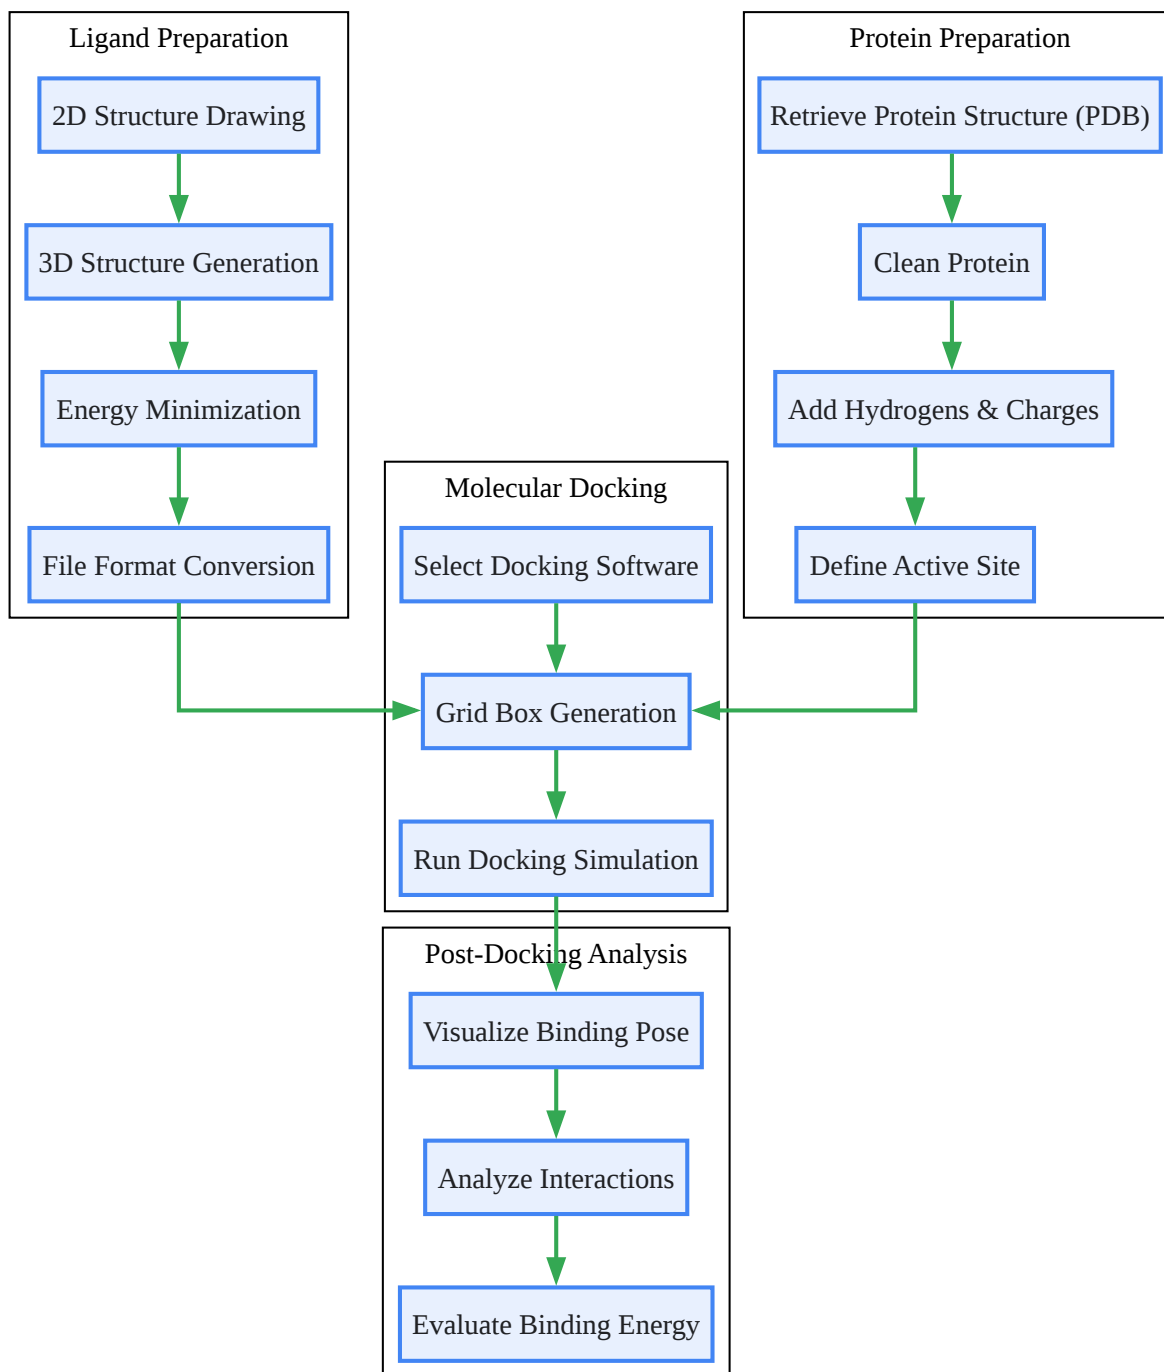 Ligand Preparation
2D Structure Drawing
3D Structure Generation
Energy Minimization
File Format Conversion
Protein Preparation
Retrieve Protein Structure (PDB)
Clean Protein
Add Hydrogens & Charges
Define Active Site
Molecular Docking
Select Docking Software
Grid Box Generation
Run Docking Simulation
Post-Docking Analysis
Visualize Binding Pose
Analyze Interactions
Evaluate Binding Energy